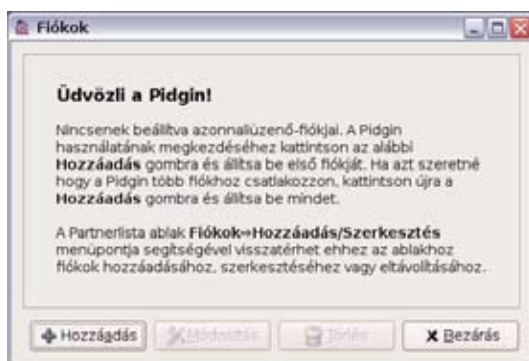 Fiókok
Üdvözli a Pidgin!
Nincsenek beállítva azonnaliüzenő-fiókjai. A Pidgin
használatának megkezdéséhez kattintson az alábbi
Hozzáadás gombra és állítsa be első fiókját. Ha azt szeretné
hogy a Pidgin több fiókhoz csatlakozzon, kattintson újra a
Hozzáadás gombra és állítsa be mindet.
A Partnerlista ablak Fiókok⇨Hozzáadás/Szerkesztés
menüpontja segítségével visszatérhet ehhez az ablakhoz
fiókok hozzáadásához, szerkesztéséhez vagy eltávolításához.
Hozzáadás Módosítás Törlés Bezárás